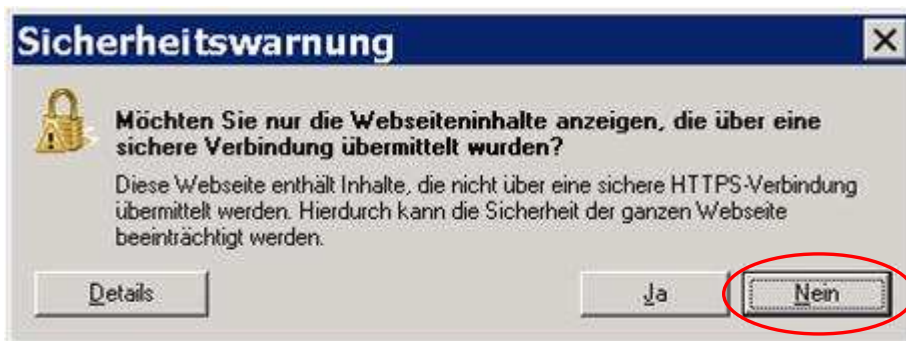 Sicherheitswarnung
Möchten Sie nur die Webseiteninhalte anzeigen, die über eine
sichere Verbindung übermittelt wurden?
Diese Webseite enthält Inhalte, die nicht über eine sichere HTTPS-Verbindung
übermittelt werden. Hierdurch kann die Sicherheit der ganzen Webseite
beeinträchtigt werden.
Details Ja Nein